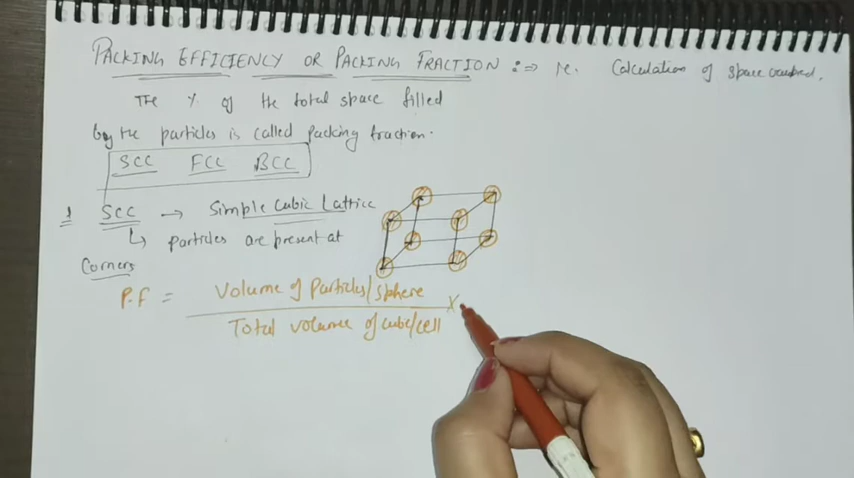 PACKING EFFICIENCY OR PACKING FRACTION :⇒ Calculation of space
THE % of the total space filled
by the particles is called packing fraction.
SCC FCC BCC
1 SCC → Simple Cubic Lattice
↳ particles are present at
Corners
P.F = Volume of Particles/sphere X
Total volume of cube/cell